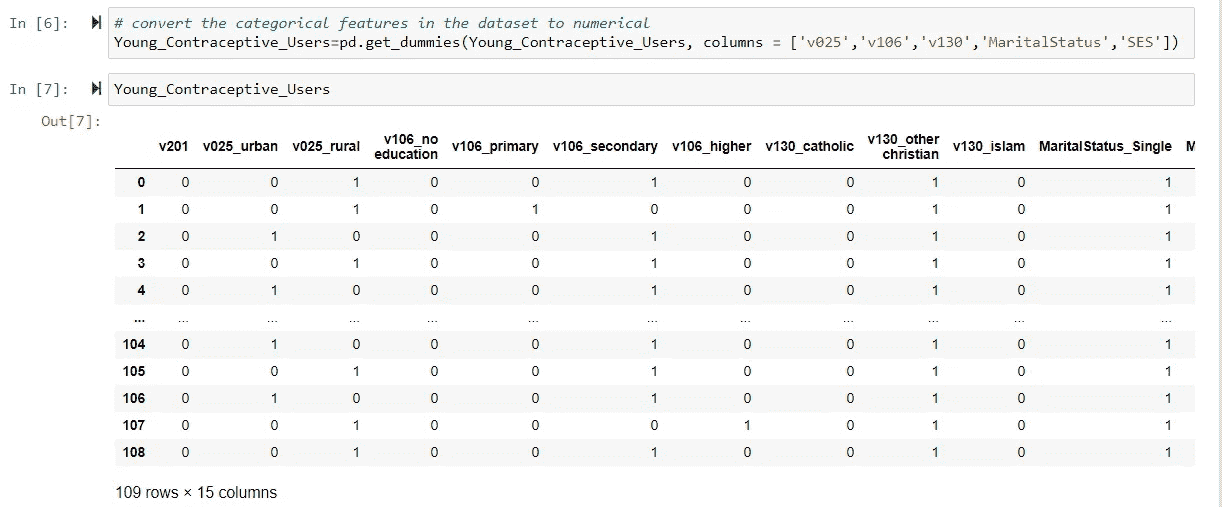 In [6]: # convert the categorical features in the dataset to numerical
Young_Contraceptive_Users=pd.get_dummies(Young_Contraceptive_Users, columns = ['v025','v106','v130','MaritalStatus','SES'])
In [7]: Young_Contraceptive_Users
Out[7]:
v201 v025_urban v025_rural v106_no education v106_primary v106_secondary v106_higher v130_catholic v130_other christian v130_islam MaritalStatus_Single M
0 0 0 1 0 0 1 0 0 1 0 1
1 0 0 1 0 1 0 0 0 1 0 1
2 0 1 0 0 0 1 0 0 1 0 1
3 0 0 1 0 0 1 0 0 1 0 1
4 0 1 0 0 0 1 0 0 1 0 1
... ... ... ... ... ... ... ... ... ... ... ...
104 0 1 0 0 0 1 0 0 1 0 1
105 0 0 1 0 0 1 0 0 1 0 1
106 0 1 0 0 0 1 0 0 1 0 1
107 0 0 1 0 0 0 1 0 1 0 1
108 0 0 1 0 0 1 0 0 1 0 1
109 rows × 15 columns